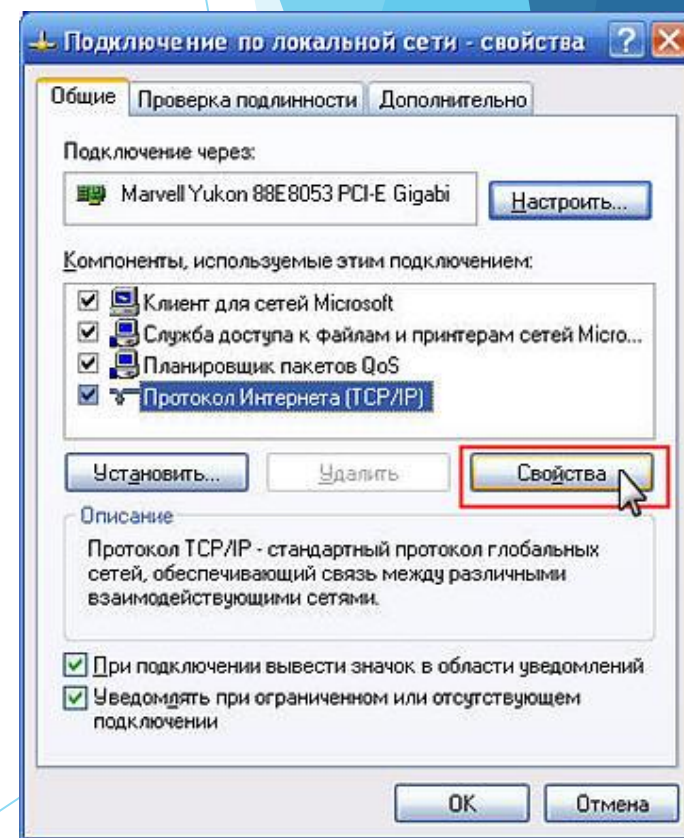 Подключение по локальной сети - свойства
Общие Проверка подлинности Дополнительно
Подключение через:
Marvell Yukon 88E8053 PCI-E Gigabi Настроить...
Компоненты, используемые этим подключением:
Клиент для сетей Microsoft
Служба доступа к файлам и принтерам сетей Micro...
Планировщик пакетов QoS
Протокол Интернета (TCP/IP)
Установить... Удалить Свойства
Описание
Протокол TCP/IP - стандартный протокол глобальных
сетей, обеспечивающий связь между различными
взаимодействующими сетями.
При подключении вывести значок в области уведомлений
Уведомлять при ограниченном или отсутствующем
подключении
OK Отмена